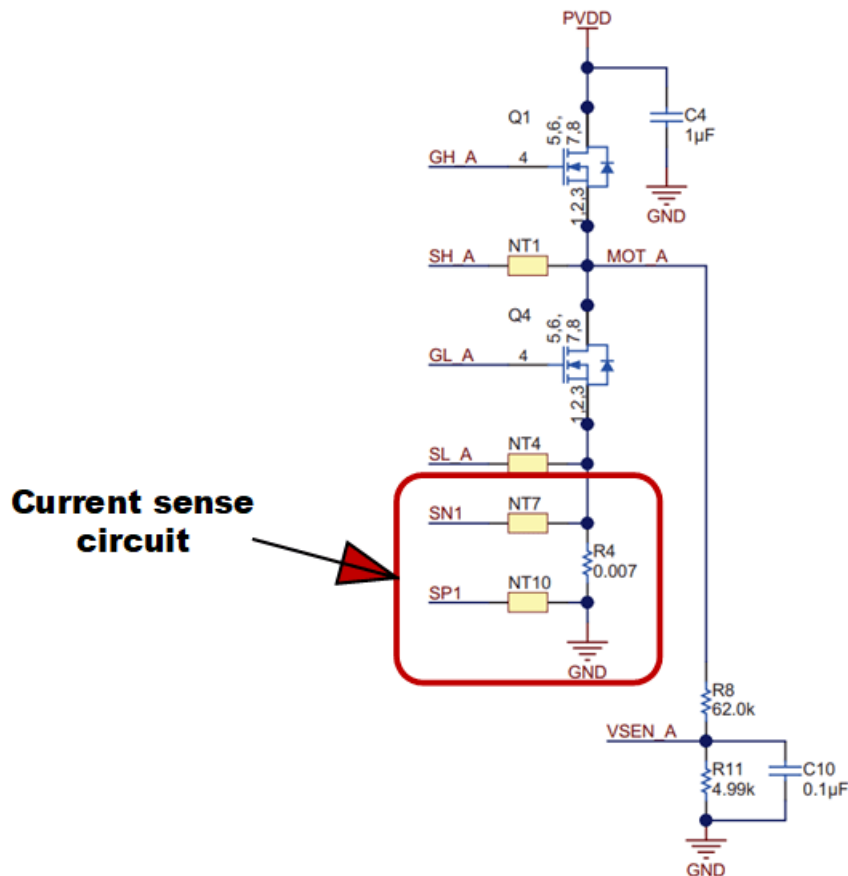 PVDD
Q1
5,6,
7,8
C4
1µF
GH_A
4
1,2,3
GND
SH_A
NT1
MOT_A
Q4
5,6,
7,8
GL_A
4
1,2,3
SL_A
NT4
Current sense
circuit
SN1
NT7
R4
0.007
SP1
NT10
GND
R8
62.0k
VSEN_A
R11
4.99k
C10
0.1µF
GND